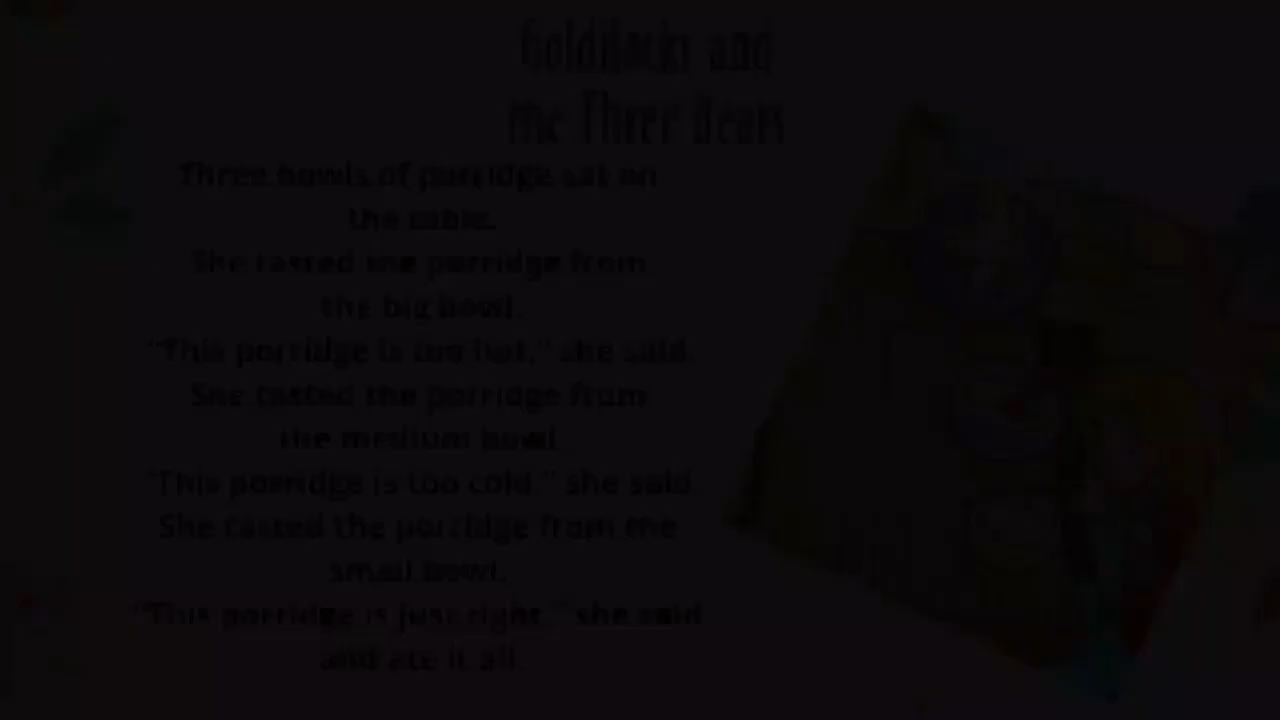 Goldilocks and
the Three Bears
Three bowls of porridge sat on
the table.
She tasted the porridge from
the big bowl.
"This porridge is too hot," she said.
She tasted the porridge from
the medium bowl.
"This porridge is too cold," she said.
She tasted the porridge from the
small bowl.
"This porridge is just right," she said
and ate it all.